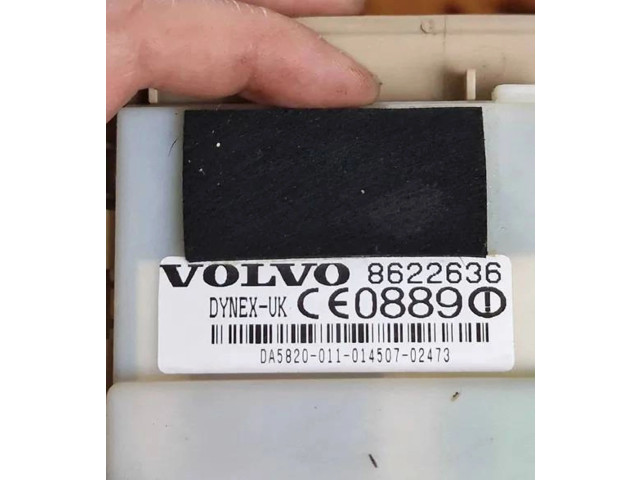 VOLVO 8622636
DYNEX-UK CE0889
DA5820-011-014507-02473